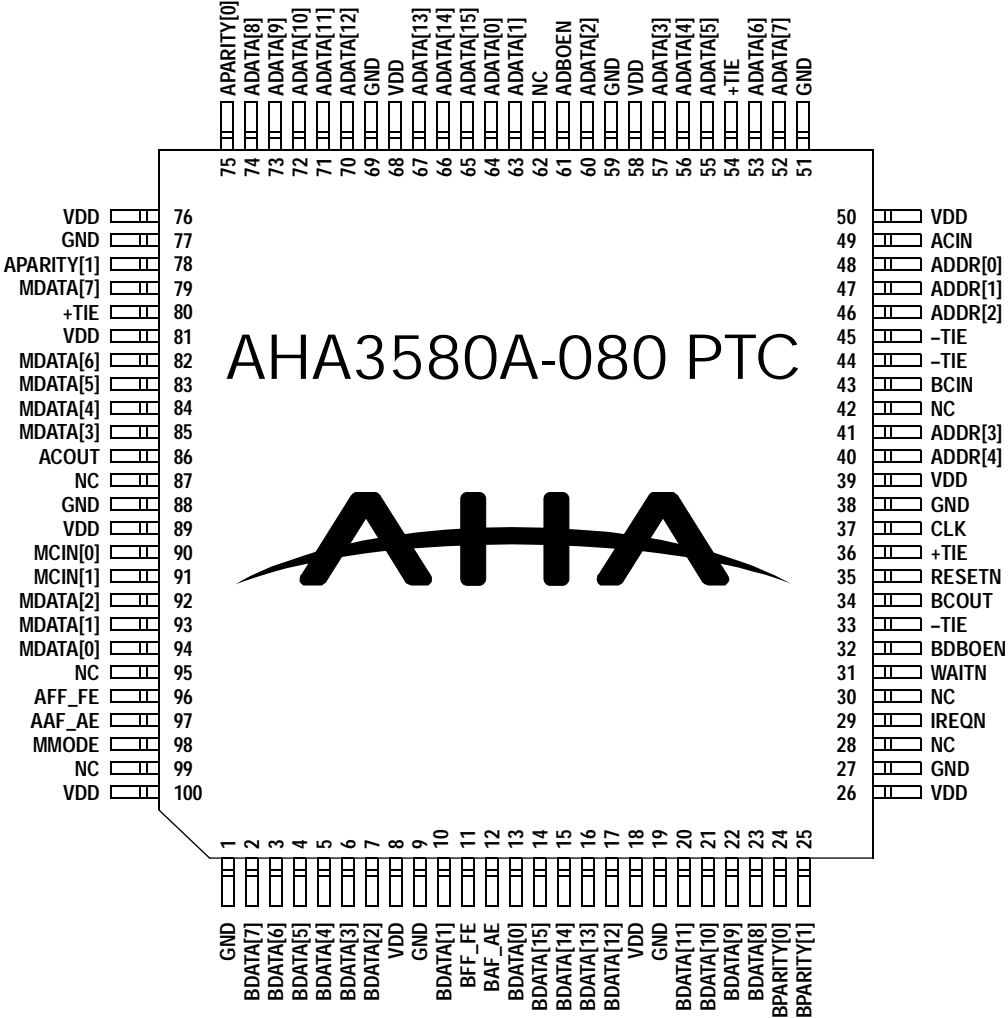 APARITY[0] ADATA[8] ADATA[9] ADATA[10] ADATA[11] ADATA[12] GND VDD ADATA[13] ADATA[14] ADATA[15] ADATA[0] ADATA[1] NC ADBOEN ADATA[2] GND VDD ADATA[3] ADATA[4] ADATA[5] +TIE ADATA[6] ADATA[7] GND
75 74 73 72 71 70 69 68 67 66 65 64 63 62 61 60 59 58 57 56 55 54 53 52 51
VDD 76 50 VDD
GND 77 49 ACIN
APARITY[1] 78 48 ADDR[0]
MDATA[7] 79 47 ADDR[1]
+TIE 80 46 ADDR[2]
VDD 81 45 –TIE
AHA3580A-080 PTC
MDATA[6] 82 44 –TIE
MDATA[5] 83 43 BCIN
MDATA[4] 84 42 NC
MDATA[3] 85 41 ADDR[3]
ACOUT 86 40 ADDR[4]
NC 87 39 VDD
GND 88 38 GND
VDD 89 37 CLK
AHA
MCIN[0] 90 36 +TIE
MCIN[1] 91 35 RESETN
MDATA[2] 92 34 BCOUT
MDATA[1] 93 33 –TIE
MDATA[0] 94 32 BDBOEN
NC 95 31 WAITN
AFF_FE 96 30 NC
AAF_AE 97 29 IREQN
MMODE 98 28 NC
NC 99 27 GND
VDD 100 26 VDD
1 2 3 4 5 6 7 8 9 10 11 12 13 14 15 16 17 18 19 20 21 22 23 24 25
GND BDATA[7] BDATA[6] BDATA[5] BDATA[4] BDATA[3] BDATA[2] VDD GND BDATA[1] BFF_FE BAF_AE BDATA[0] BDATA[15] BDATA[14] BDATA[13] BDATA[12] VDD GND BDATA[11] BDATA[10] BDATA[9] BDATA[8] BPARITY[0] BPARITY[1]